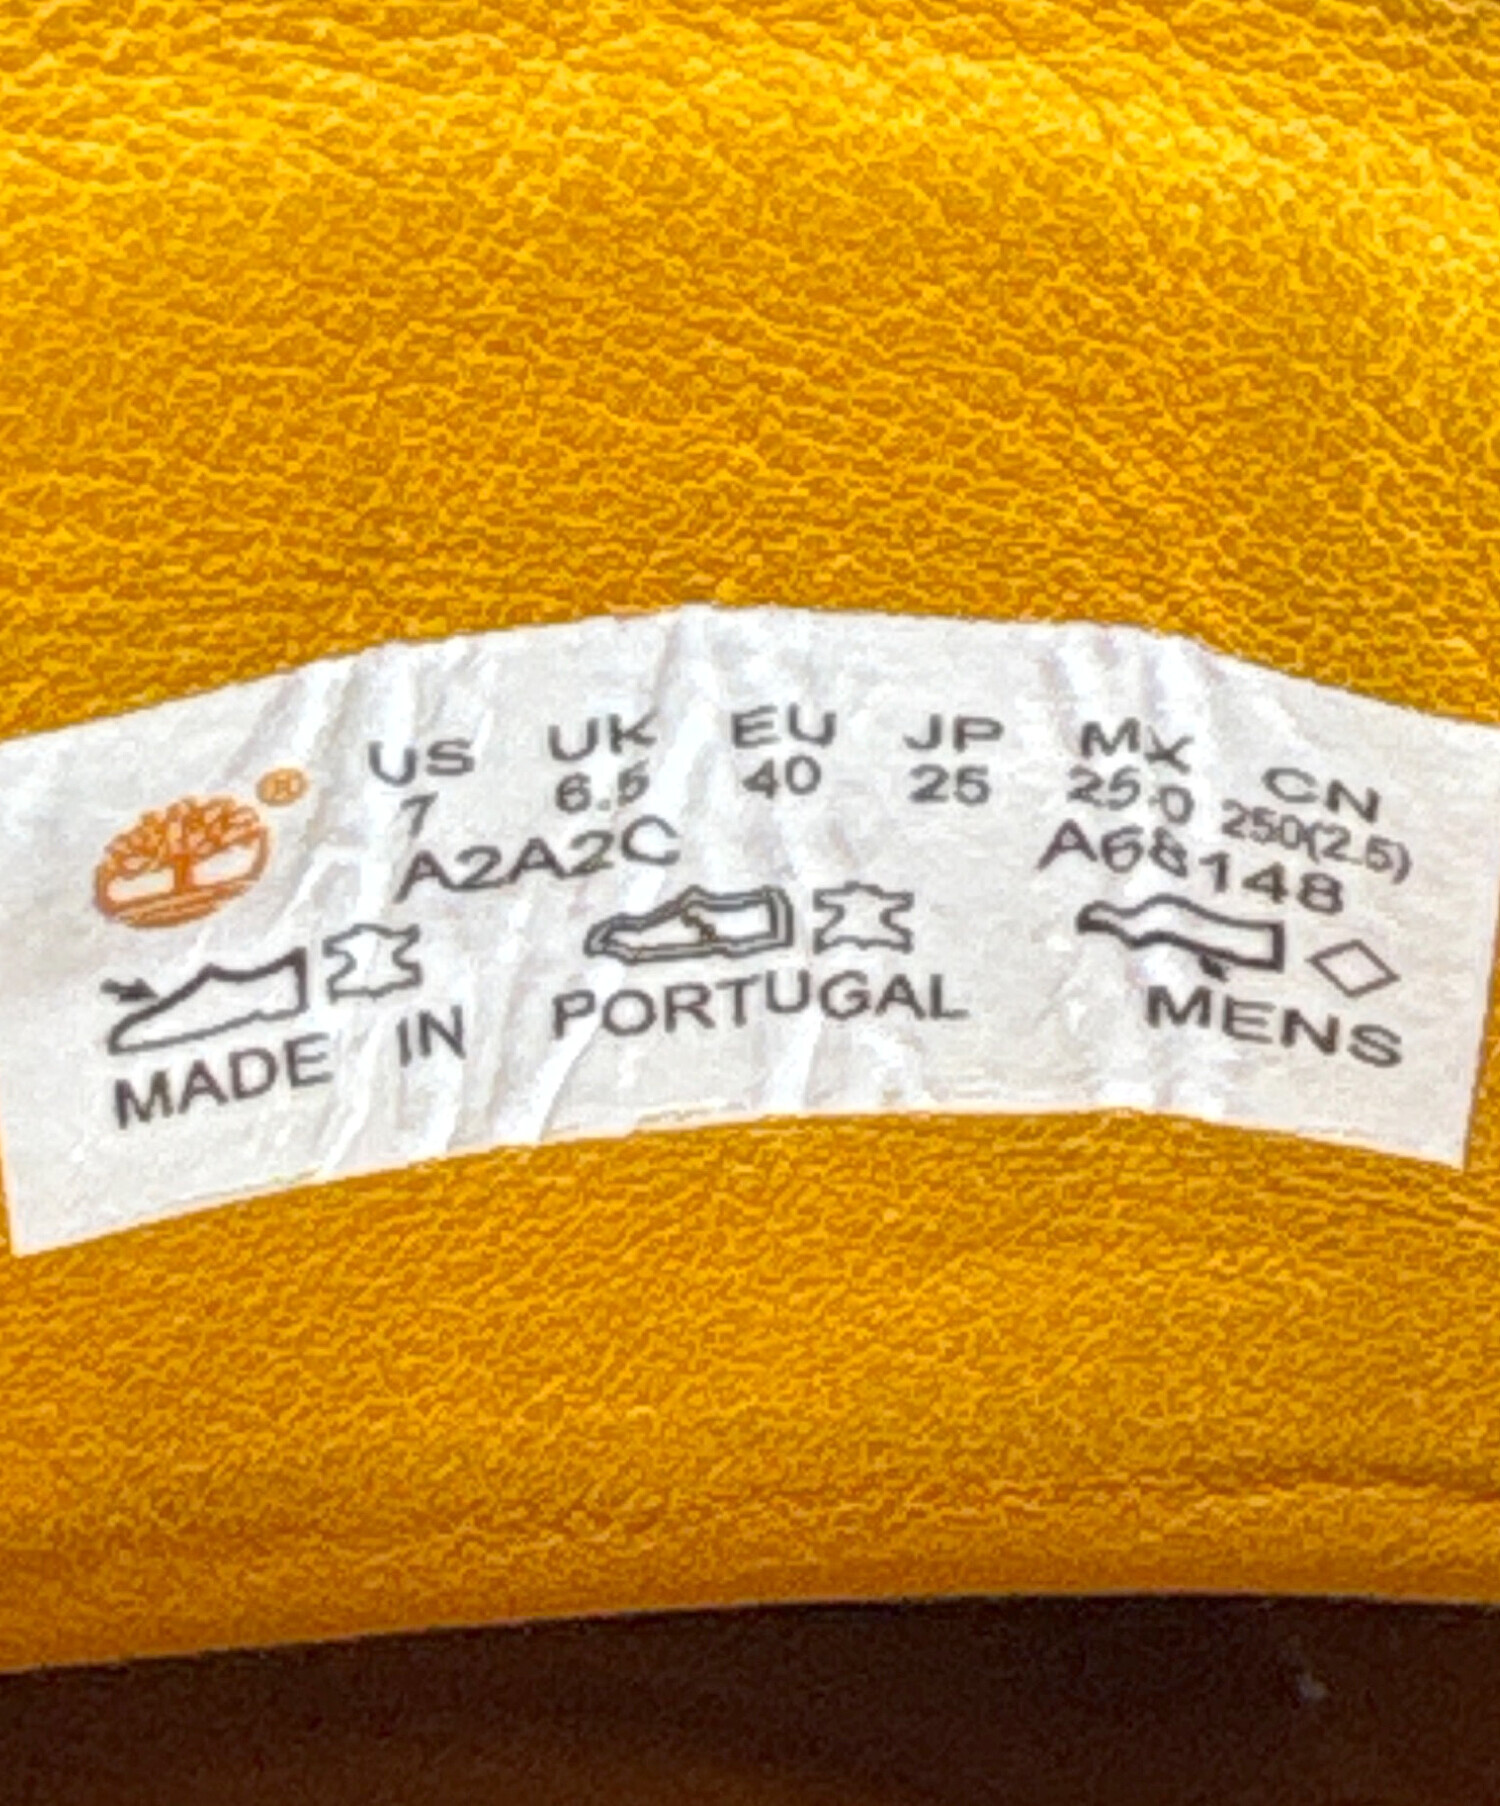 US UK EU JP MX CN
7 6.5 40 25 25.0 250(2.5)
A2A2C A68148
MADE IN PORTUGAL MENS